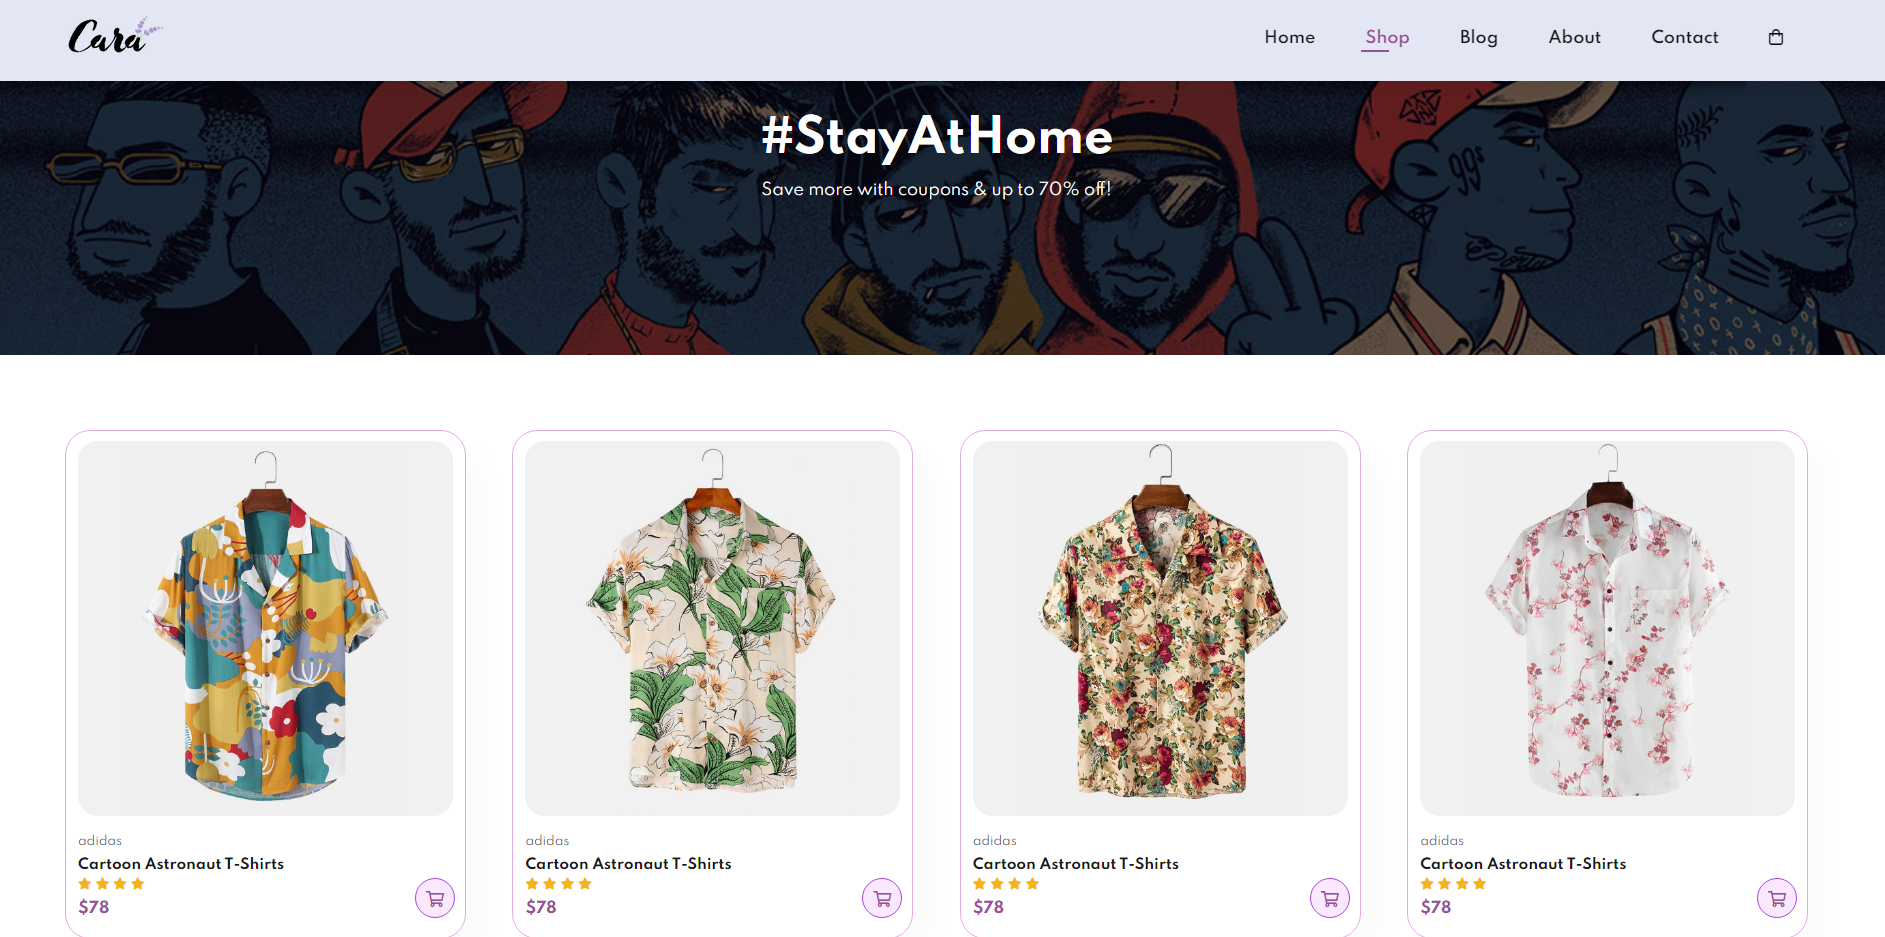 Cara
Home Shop Blog About Contact
#StayAtHome
Save more with coupons & up to 70% off!
adidas
Cartoon Astronaut T-Shirts
$78
adidas
Cartoon Astronaut T-Shirts
$78
adidas
Cartoon Astronaut T-Shirts
$78
adidas
Cartoon Astronaut T-Shirts
$78